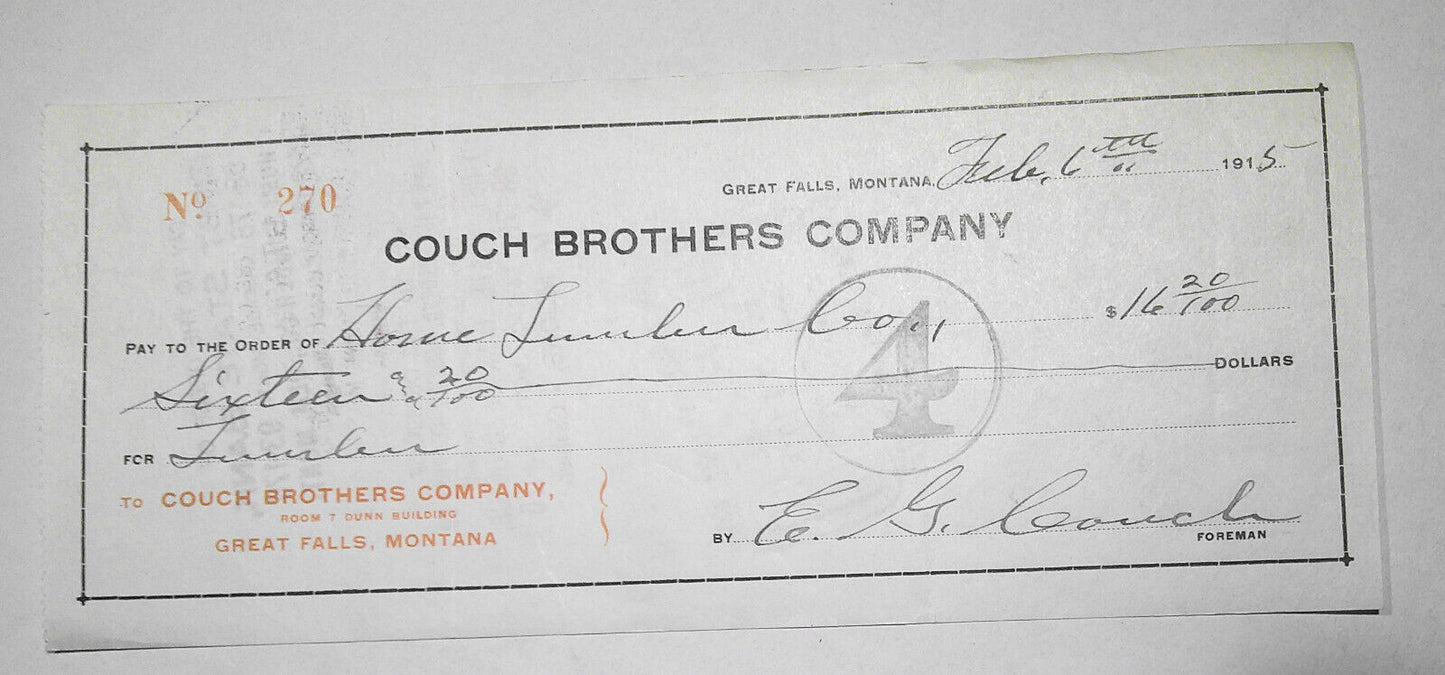 GREAT FALLS, MONTANA, Feb. 6th 1915
No 270
COUCH BROTHERS COMPANY
4
PAY TO THE ORDER OF Home Lumber Co., $16 20/100
Sixteen & 20/100 DOLLARS
FOR Lumber
TO COUCH BROTHERS COMPANY,
ROOM 7 DUNN BUILDING
GREAT FALLS, MONTANA
BY E. G. Couch
FOREMAN